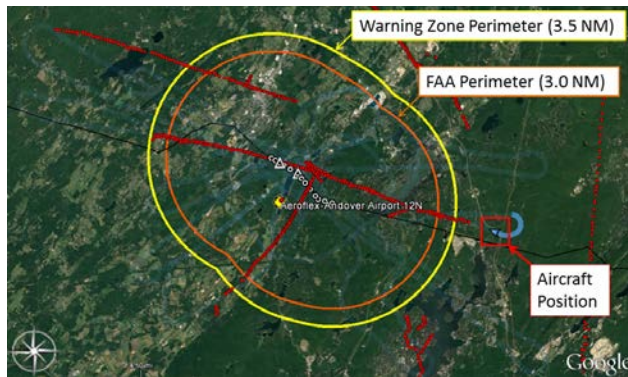 Warning Zone Perimeter (3.5 NM)
FAA Perimeter (3.0 NM)
Aeroflex-Andover Airport 12N
Aircraft
Position
Google